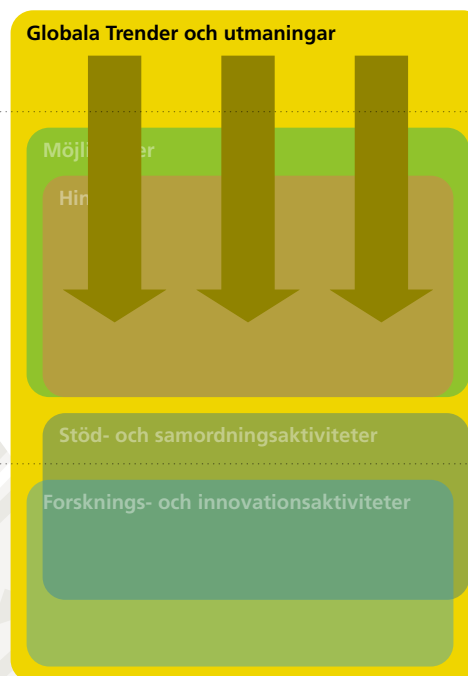 Globala Trender och utmaningar
Stöd- och samordningsaktiviteter
Forsknings- och innovationsaktiviteter